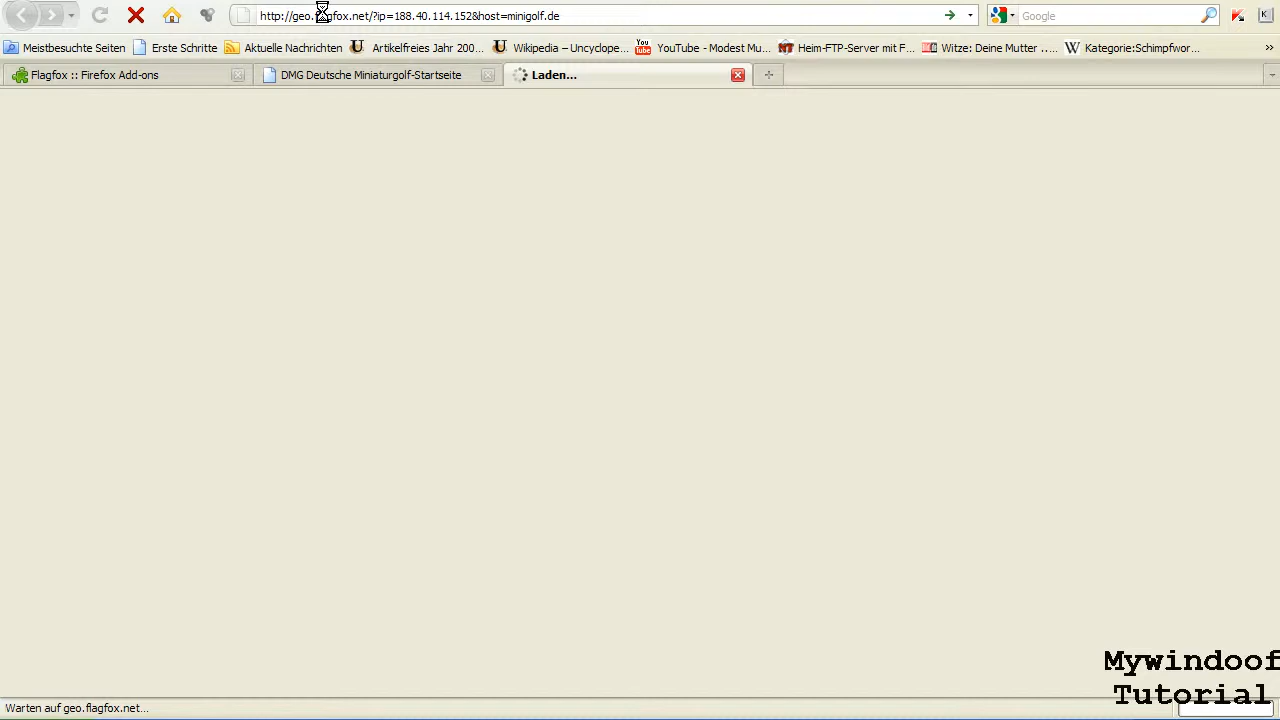 http://geo.flagfox.net/?ip=188.40.114.152&host=minigolf.de
Google
Meistbesuchte Seiten
Erste Schritte
Aktuelle Nachrichten
Artikelfreies Jahr 200...
Wikipedia – Uncyclope...
YouTube - Modest Mu...
Heim-FTP-Server mit F...
Witze: Deine Mutter ....
Kategorie:Schimpfwor
Flagfox :: Firefox Add-ons
DMG Deutsche Miniaturgolf-Startseite
Laden...
Mywindoof
Tutorial
Warten auf geo.flagfox.net...